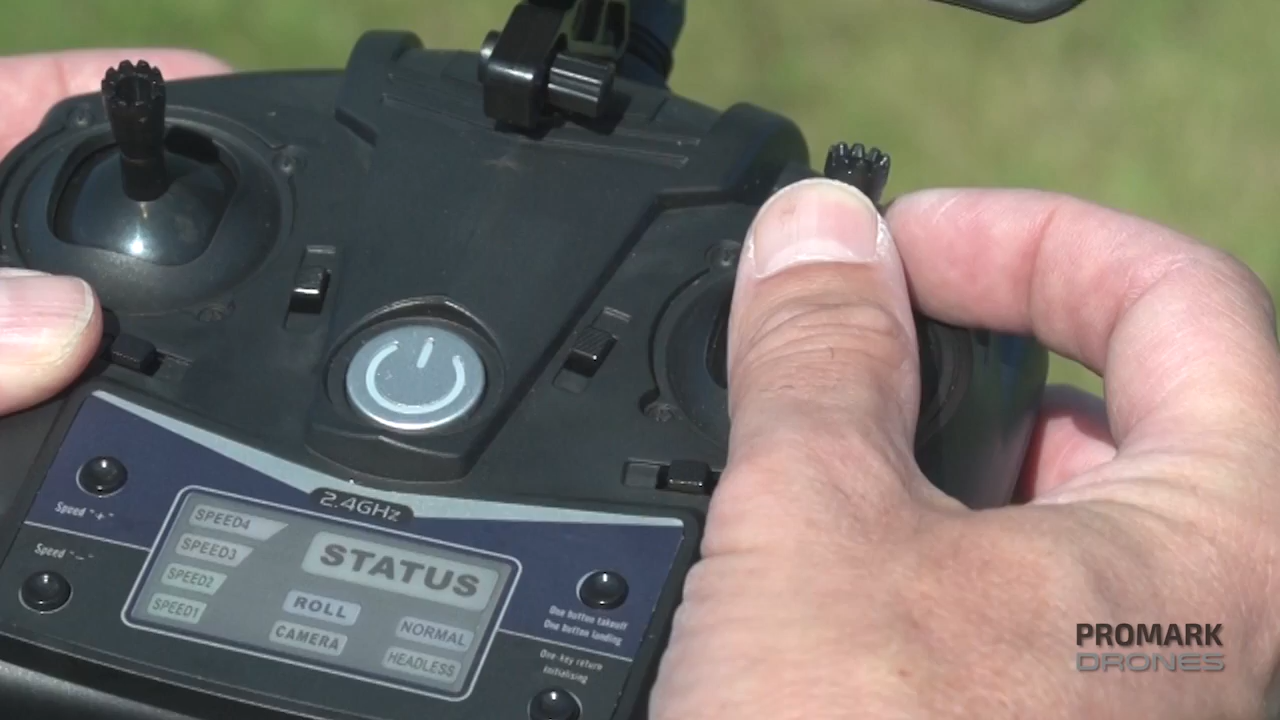 2.4GHz
Speed "+"
Speed "-"
SPEED4
SPEED3
SPEED2
SPEED1
STATUS
ROLL
CAMERA
NORMAL
HEADLESS
One button takeoff
One button landing
One-key return
initialising
PROMARK
DRONES